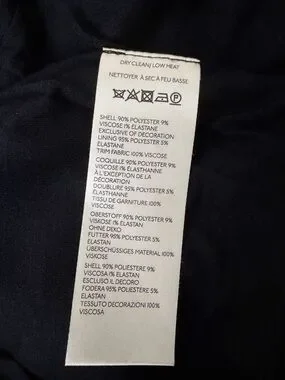 DRY CLEAN/ LOW HEAT
NETTOYER À SEC À FEU BASSE
P
SHELL 90% POLYESTER 9%
VISCOSE 1% ELASTANE
EXCLUSIVE OF DECORATION
LINING 95% POLYESTER 5%
ELASTANE
TRIM FABRIC 100% VISCOSE
COQUILLE 90% POLYESTER 9%
VISCOSE 1% ÉLASTHANNE
À L'EXCEPTION DE LA
DÉCORATION
DOUBLURE 95% POLYESTER 5%
ÉLASTHANNE
TISSU DE GARNITURE 100%
VISCOSE
OBERSTOFF 90% POLYESTER 9%
VISKOSE 1% ELASTAN
OHNE DEKO
FUTTER 95% POLYESTER 5%
ELASTAN
ÜBERSCHÜSSIGES MATERIAL 100%
VISKOSE
SHELL 90% POLIESTERE 9%
VISCOSA 1% ELASTAN
ESCLUSO IL DECORO
FODERA 95% POLIESTERE 5%
ELASTAN
TESSUTO DECORAZIONI 100%
VISCOSA